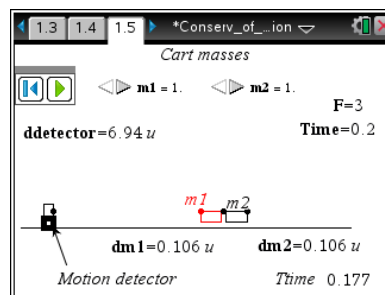 1.3 1.4 1.5 *Conserv_of_...ion
Cart masses
m1 = 1. m2 = 1.
F=3
ddetector=6.94 u Time=0.2
m1 m2
dm1=0.106 u dm2=0.106 u
Motion detector Ttime 0.177